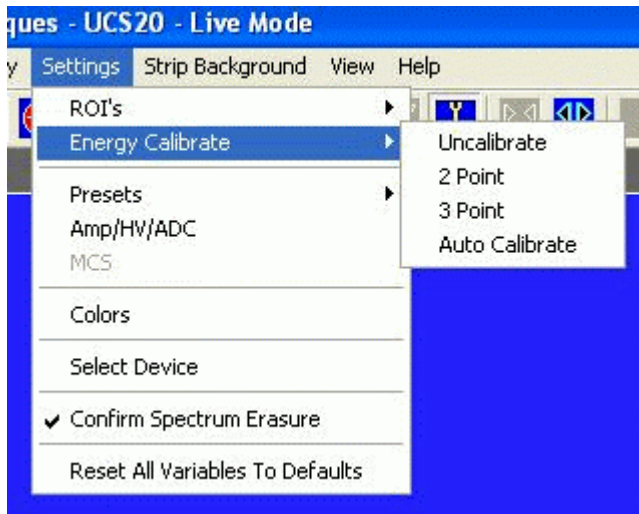 ques - UCS20 - Live Mode
y Settings Strip Background View Help
ROI's
Energy Calibrate
Uncalibrate
2 Point
3 Point
Auto Calibrate
Presets
Amp/HV/ADC
MCS
Colors
Select Device
Confirm Spectrum Erasure
Reset All Variables To Defaults